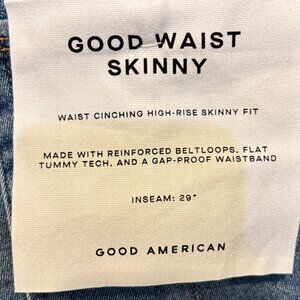 GOOD WAIST
SKINNY
WAIST CINCHING HIGH-RISE SKINNY FIT
MADE WITH REINFORCED BELTLOOPS, FLAT
TUMMY TECH, AND A GAP-PROOF WAISTBAND
INSEAM: 29"
GOOD AMERICAN